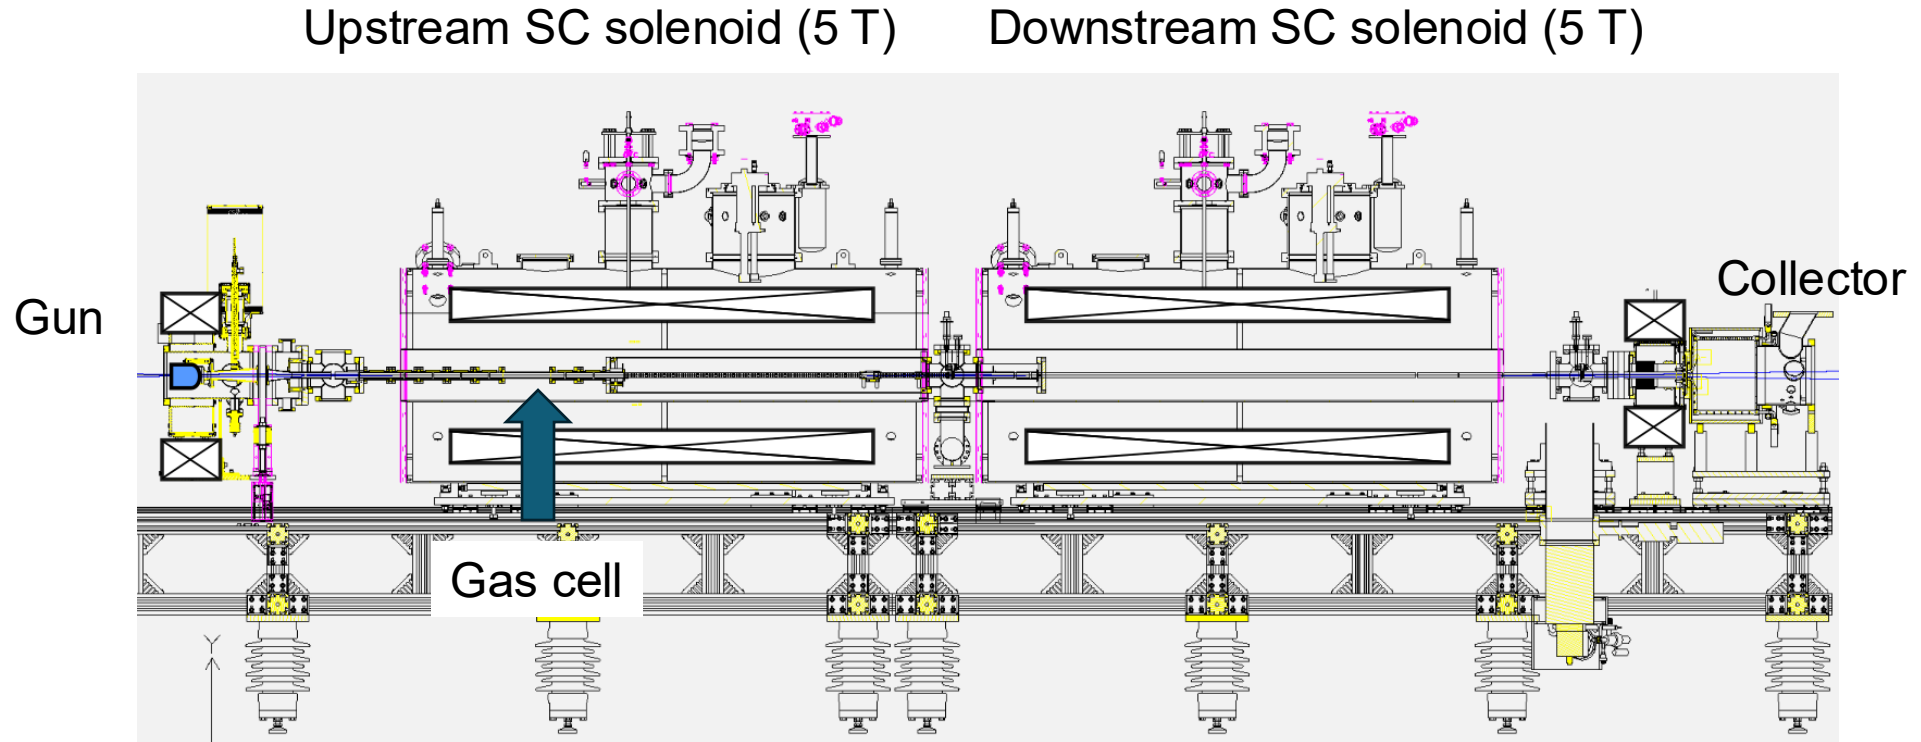 Upstream SC solenoid (5 T)
Downstream SC solenoid (5 T)
Gun
Collector
Gas cell
Y